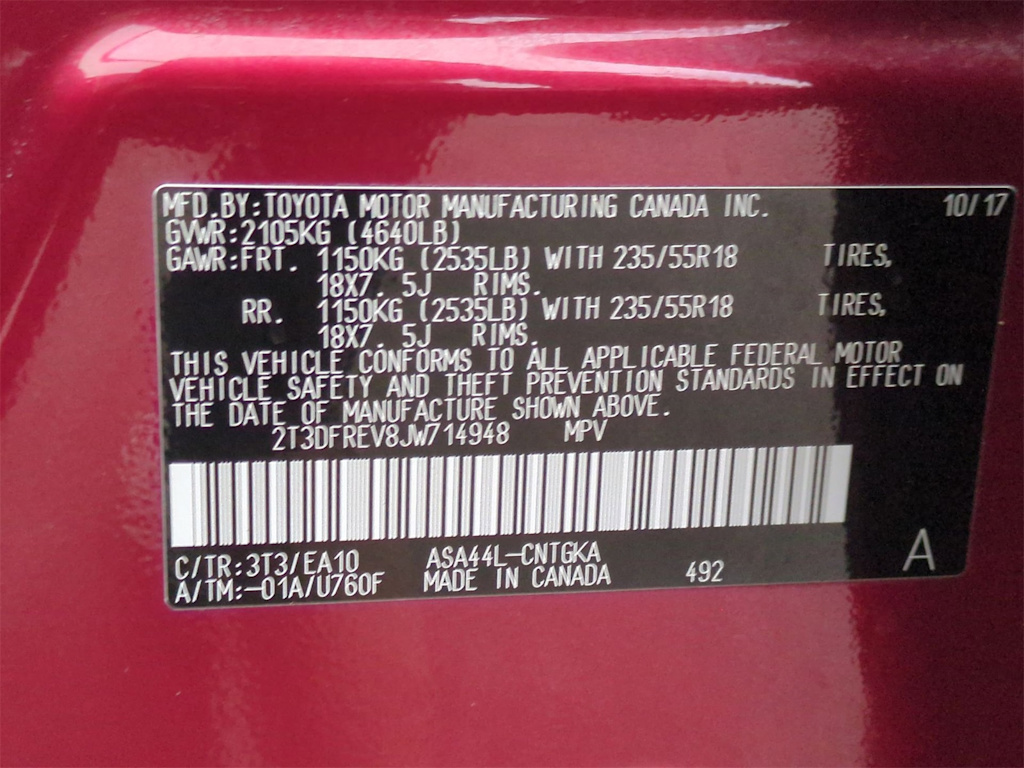 MFD.BY:TOYOTA MOTOR MANUFACTURING CANADA INC. 10/17
GVWR:2105KG (4640LB)
GAWR:FRT. 1150KG (2535LB) WITH 235/55R18 TIRES,
18X7. 5J RIMS.
RR. 1150KG (2535LB) WITH 235/55R18 TIRES,
18X7. 5J RIMS.
THIS VEHICLE CONFORMS TO ALL APPLICABLE FEDERAL MOTOR
VEHICLE SAFETY AND THEFT PREVENTION STANDARDS IN EFFECT ON
THE DATE OF MANUFACTURE SHOWN ABOVE.
2T3DFREV8JW714948 MPV
C/TR:3T3/EA10 ASA44L-CNTGKA
A/TM:-01A/U760F MADE IN CANADA 492 A